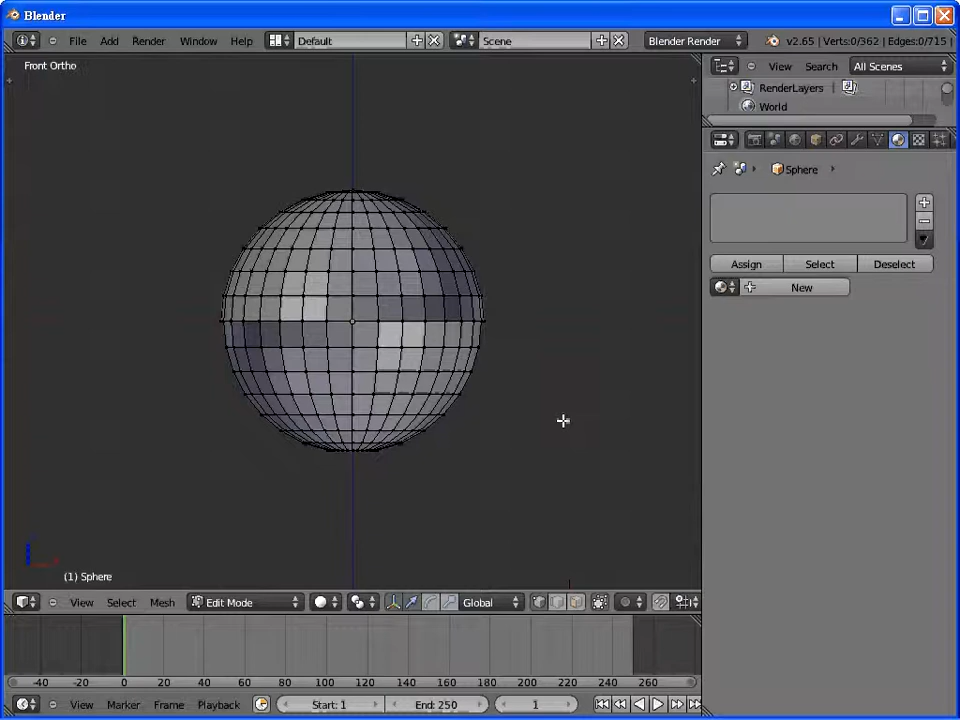 Blender
File Add Render Window Help Default Scene Blender Render v2.65 | Verts:0/362 | Edges:0/715 |
Front Ortho
View Search All Scenes
RenderLayers
World
Sphere
Assign Select Deselect
New
(1) Sphere
View Select Mesh Edit Mode Global
-40 -20 0 20 40 60 80 100 120 140 160 180 200 220 240 260
View Marker Frame Playback Start: 1 End: 250 1